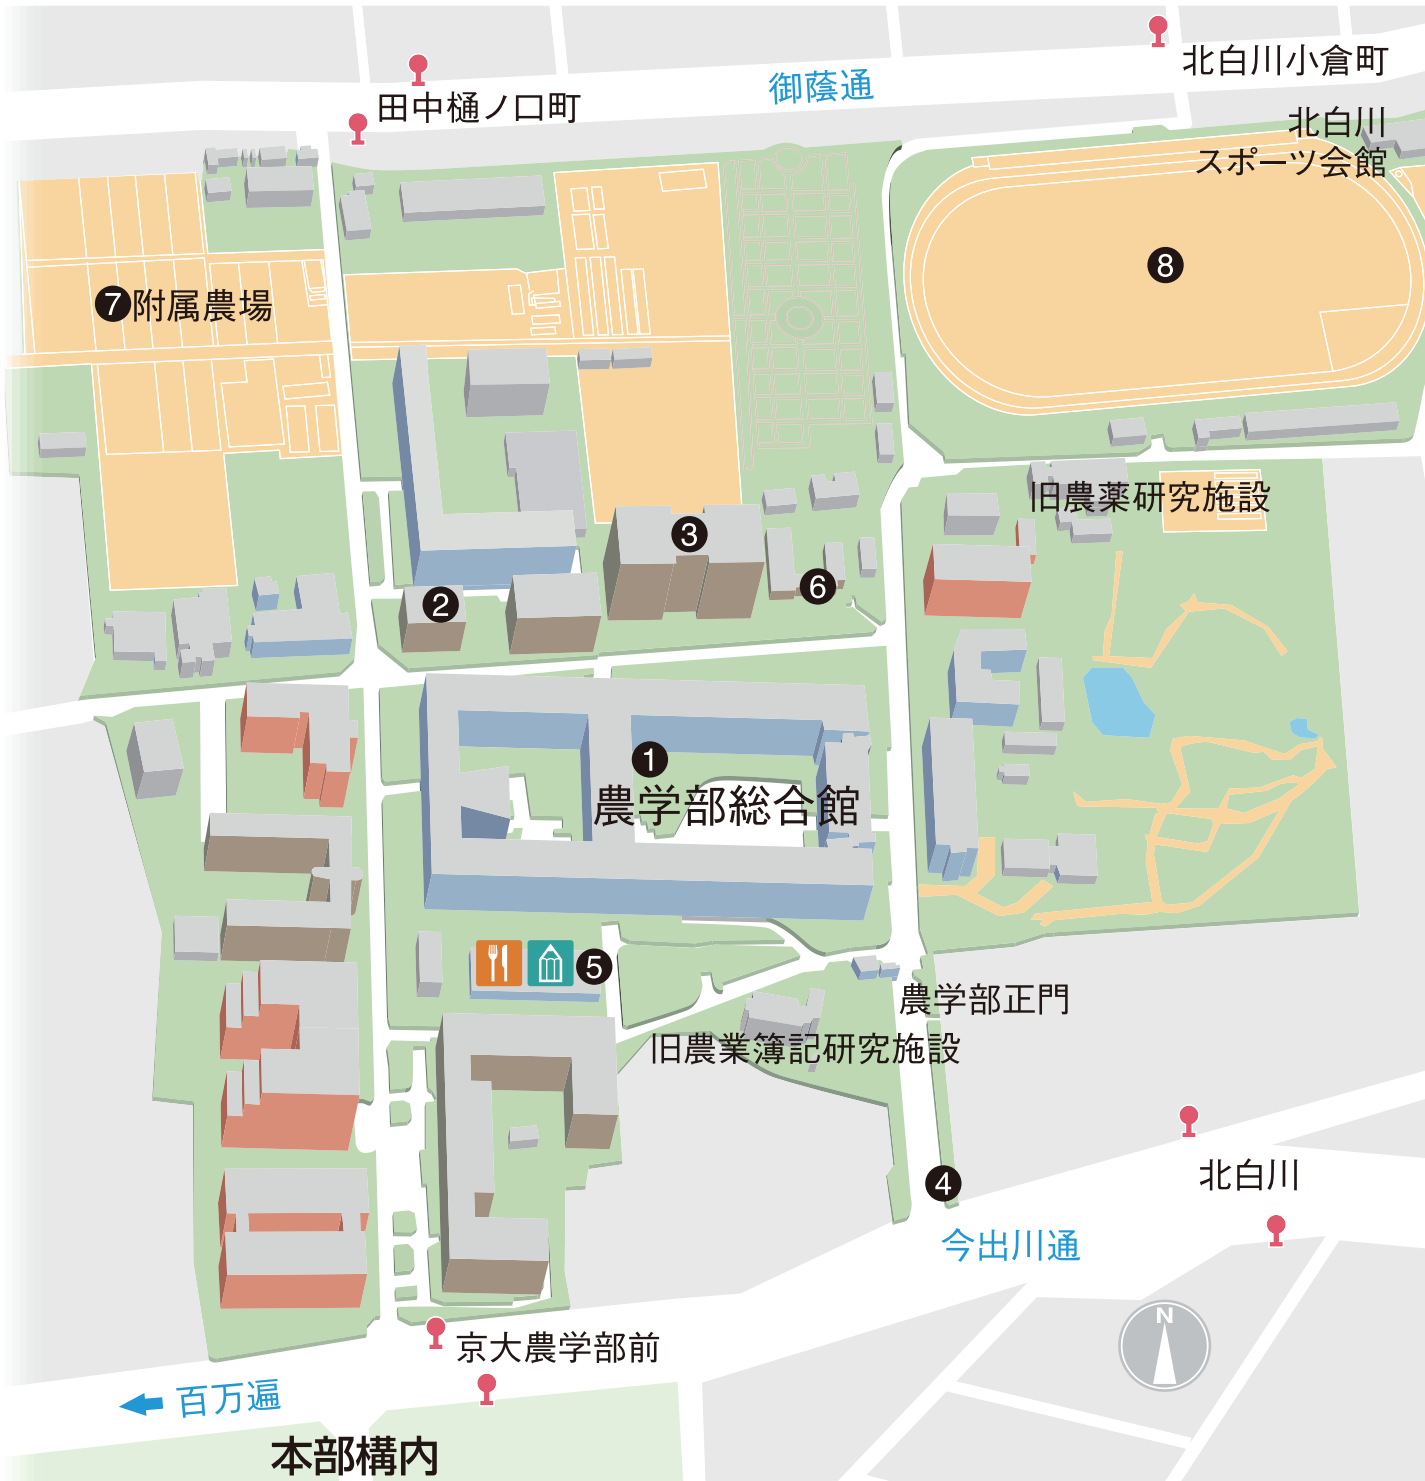 北白川小倉町
田中樋ノ口町
御蔭通
北白川
スポーツ会館
8
7 附属農場
旧農薬研究施設
3
6
2
1
農学部総合館
5
農学部正門
旧農業簿記研究施設
北白川
4
今出川通
N
京大農学部前
百万遍
本部構内